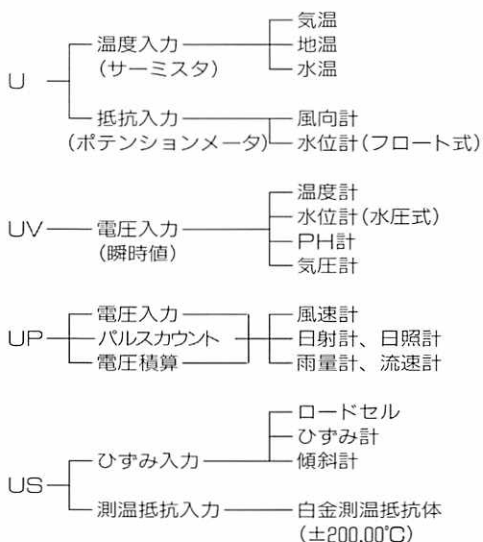 気温
温度入力 地温
(サーミスタ) 水温
U
抵抗入力 風向計
(ポテンションメータ) 水位計(フロート式)
温度計
水位計(水圧式)
UV 電圧入力
(瞬時値) PH計
気圧計
電圧入力 風速計
UP パルスカウント 日射計、日照計
電圧積算 雨量計、流速計
ロードセル
ひずみ計
ひずみ入力 傾斜計
US
測温抵抗入力 白金測温抵抗体
(±200.00℃)